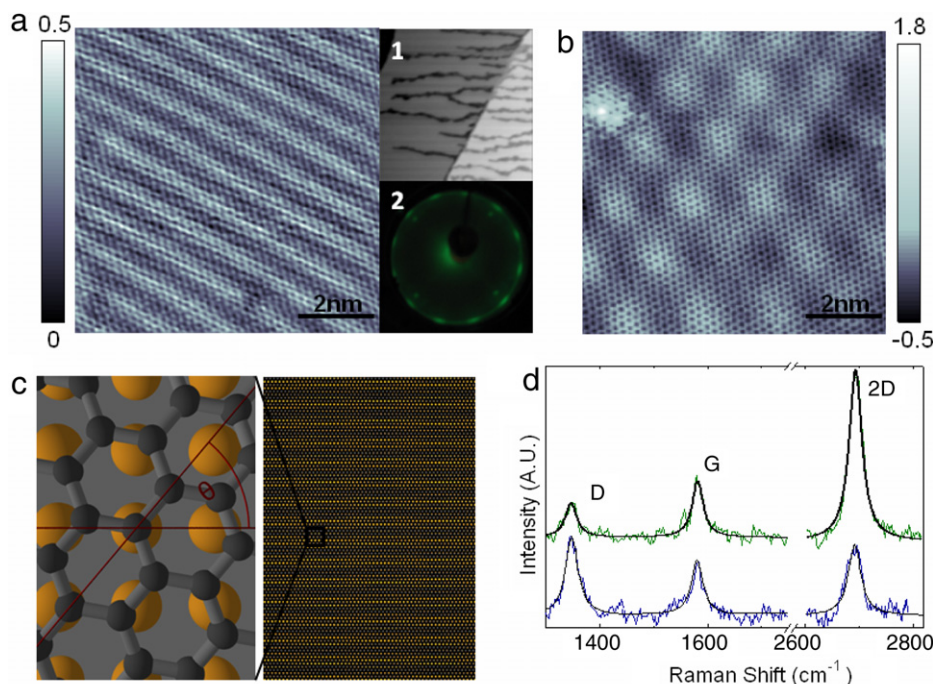 a
0.5
0
1
2
2nm
b
1.8
-0.5
2nm
c
θ
d
Intensity (A.U.)
D
G
2D
1400
1600
2600
2800
Raman Shift (cm⁻¹)